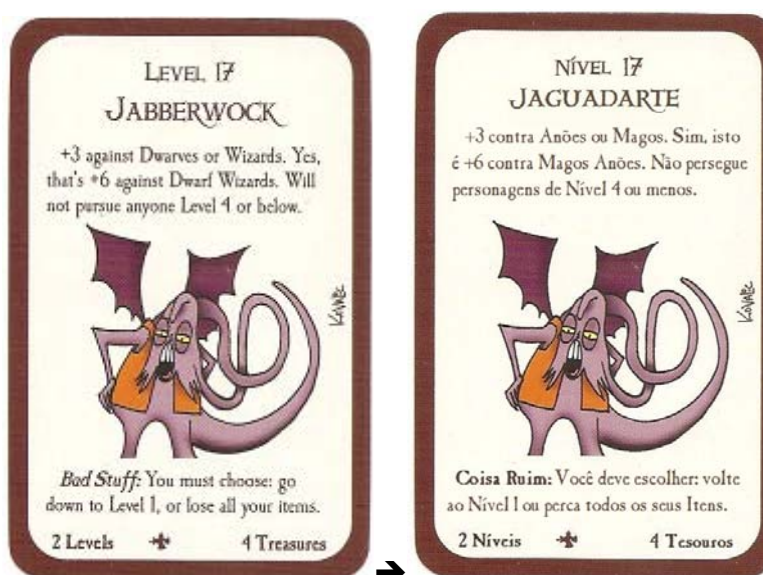 LEVEL 17
JABBERWOCK
+3 against Dwarves or Wizards. Yes,
that's +6 against Dwarf Wizards. Will
not pursue anyone Level 4 or below.
KOVALIC
Bad Stuff: You must choose: go
down to Level 1, or lose all your items.
2 Levels 4 Treasures
➔
NÍVEL 17
JAGUADARTE
+3 contra Anões ou Magos. Sim, isto
é +6 contra Magos Anões. Não persegue
personagens de Nível 4 ou menos.
KOVALIC
Coisa Ruim: Você deve escolher: volte
ao Nível 1 ou perca todos os seus Itens.
2 Níveis 4 Tesouros